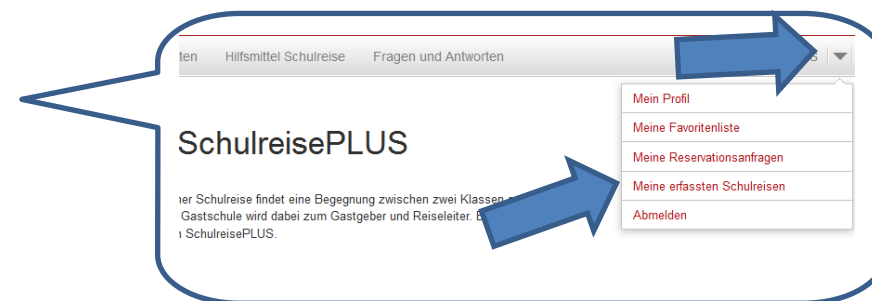 ten Hilfsmittel Schulreise Fragen und Antworten S
Mein Profil
Meine Favoritenliste
Meine Reservationsanfragen
Meine erfassten Schulreisen
Abmelden
SchulreisePLUS
ner Schulreise findet eine Begegnung zwischen zwei Klassen
Gastschule wird dabei zum Gastgeber und Reiseleiter.
SchulreisePLUS.